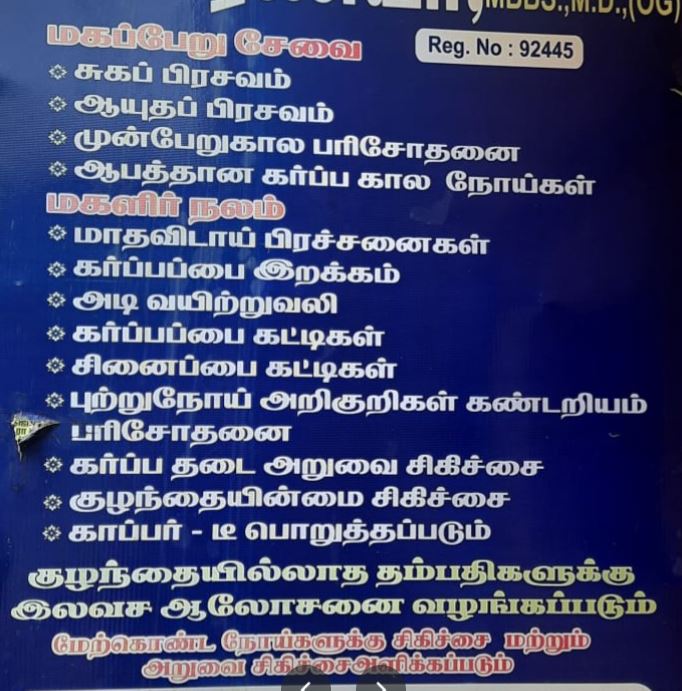 MBBS.,M.D.,(OG)
மகப்பேறு சேவை
Reg. No : 92445
சுகப் பிரசவம்
ஆயுதப் பிரசவம்
முன்பேறுகால பரிசோதனை
ஆபத்தான கர்ப்ப கால நோய்கள்
மகளிர் நலம்
மாதவிடாய் பிரச்சனைகள்
கர்ப்பப்பை இறக்கம்
அடி வயிற்றுவலி
கர்ப்பப்பை கட்டிகள்
சினைப்பை கட்டிகள்
புற்றுநோய் அறிகுறிகள் கண்டறியம்
பரிசோதனை
கர்ப்ப தடை அறுவை சிகிச்சை
குழந்தையின்மை சிகிச்சை
காப்பர் - டீ பொறுத்தப்படும்
குழந்தையில்லாத தம்பதிகளுக்கு
இலவச ஆலோசனை வழங்கப்படும்
மேற்கொண்ட நோய்களுக்கு சிகிச்சை மற்றும்
அறுவை சிகிச்சைஅளிக்கப்படும்